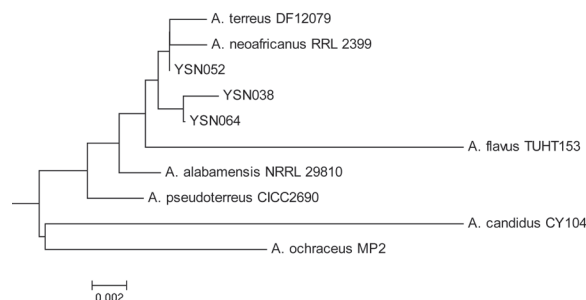 A. terreus DF12079
A. neoafricanus RRL 2399
YSN052
YSN038
YSN064
A. flavus TUHT153
A. alabamensis NRRL 29810
A. pseudoterreus CICC2690
A. candidus CY104
A. ochraceus MP2
0.002